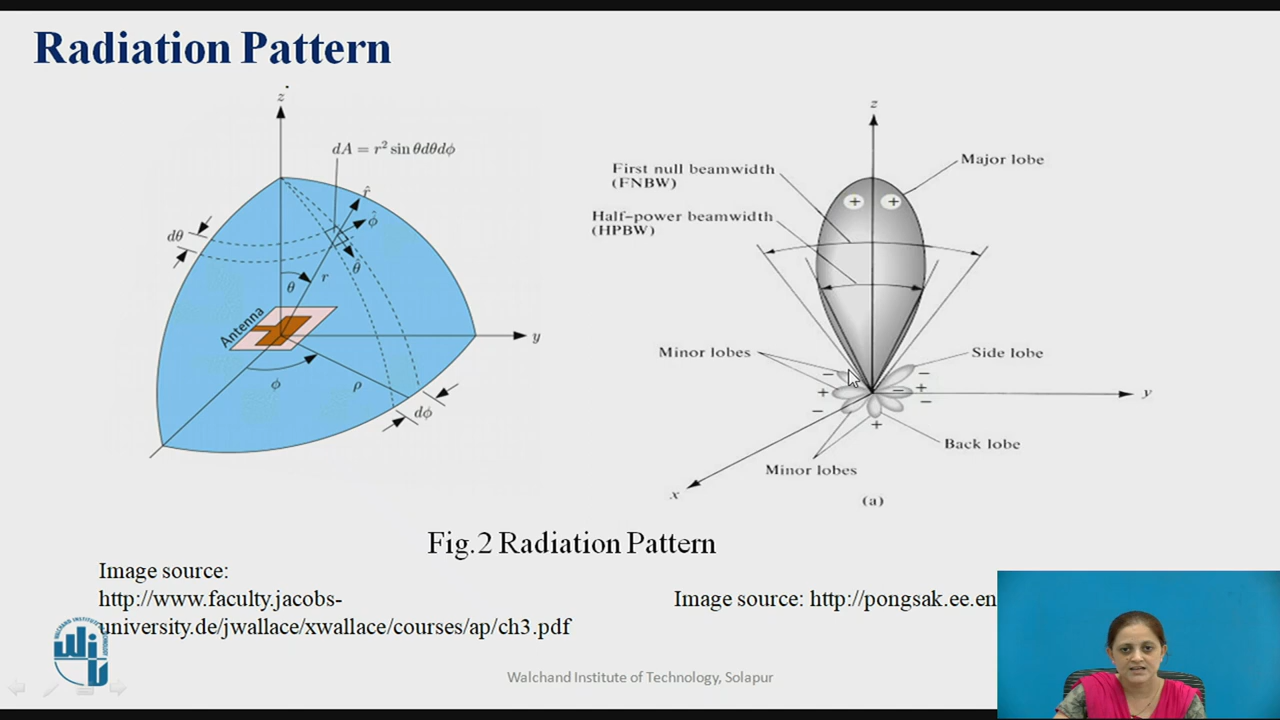 Radiation Pattern
z
dA = r² sin θdθdϕ
r̂
ϕ̂
θ̂
dθ
θ
r
Antenna
y
ϕ
ρ
dϕ
z
First null beamwidth
(FNBW)
Major lobe
+ +
Half-power beamwidth
(HPBW)
Minor lobes
Side lobe
− −
+ − +
− −
+
y
Back lobe
Minor lobes
x
(a)
Fig.2 Radiation Pattern
Image source:
http://www.faculty.jacobs-
university.de/jwallace/xwallace/courses/ap/ch3.pdf
Image source: http://pongsak.ee.en
WIT
Walchand Institute of Technology, Solapur